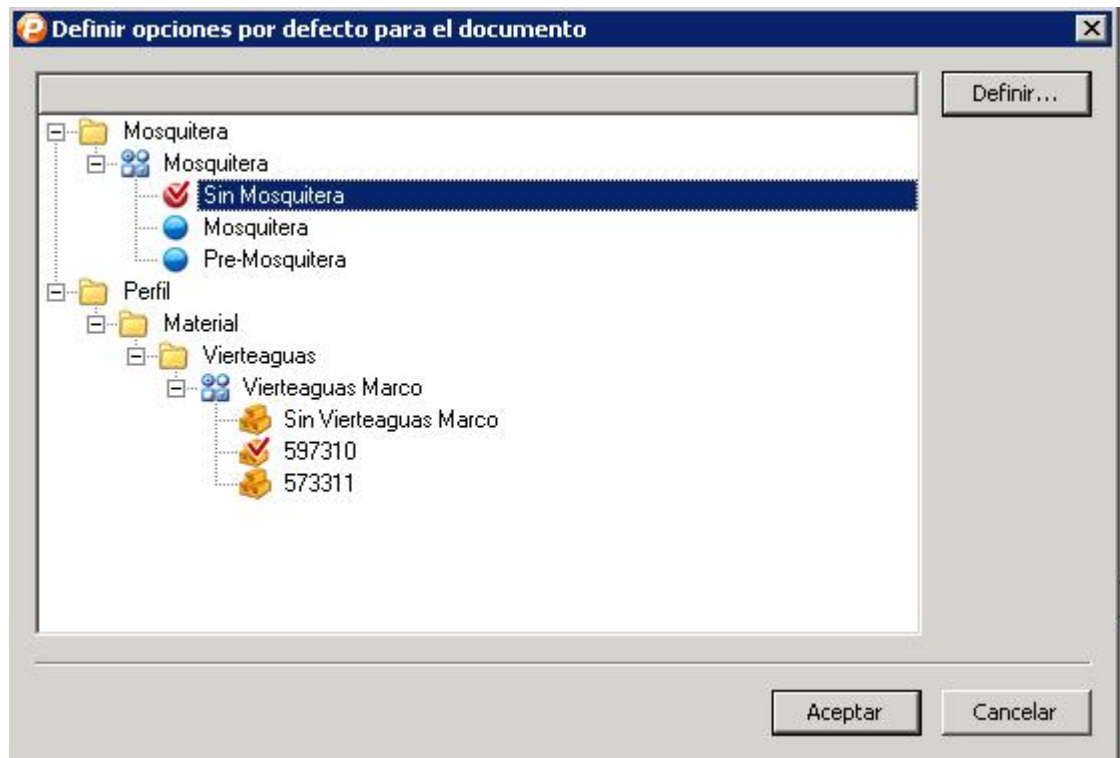 Definir opciones por defecto para el documento
Definir...
Mosquitera
Mosquitera
Sin Mosquitera
Mosquitera
Pre-Mosquitera
Perfil
Material
Vierteaguas
Vierteaguas Marco
Sin Vierteaguas Marco
597310
573311
Aceptar
Cancelar